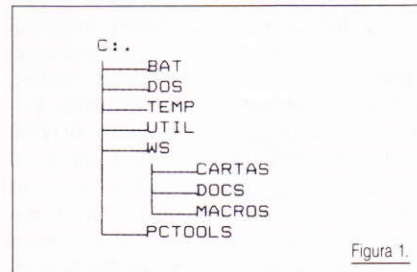 C:.
BAT
DOS
TEMP
UTIL
WS
CARTAS
DOCS
MACROS
PCTOOLS
Figura 1.